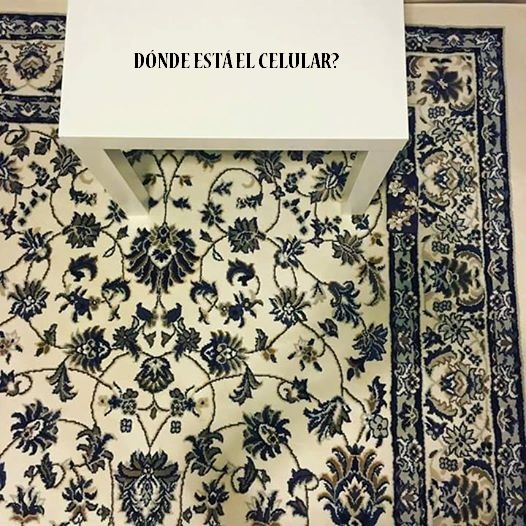 DÓNDE ESTÁ EL CELULAR?